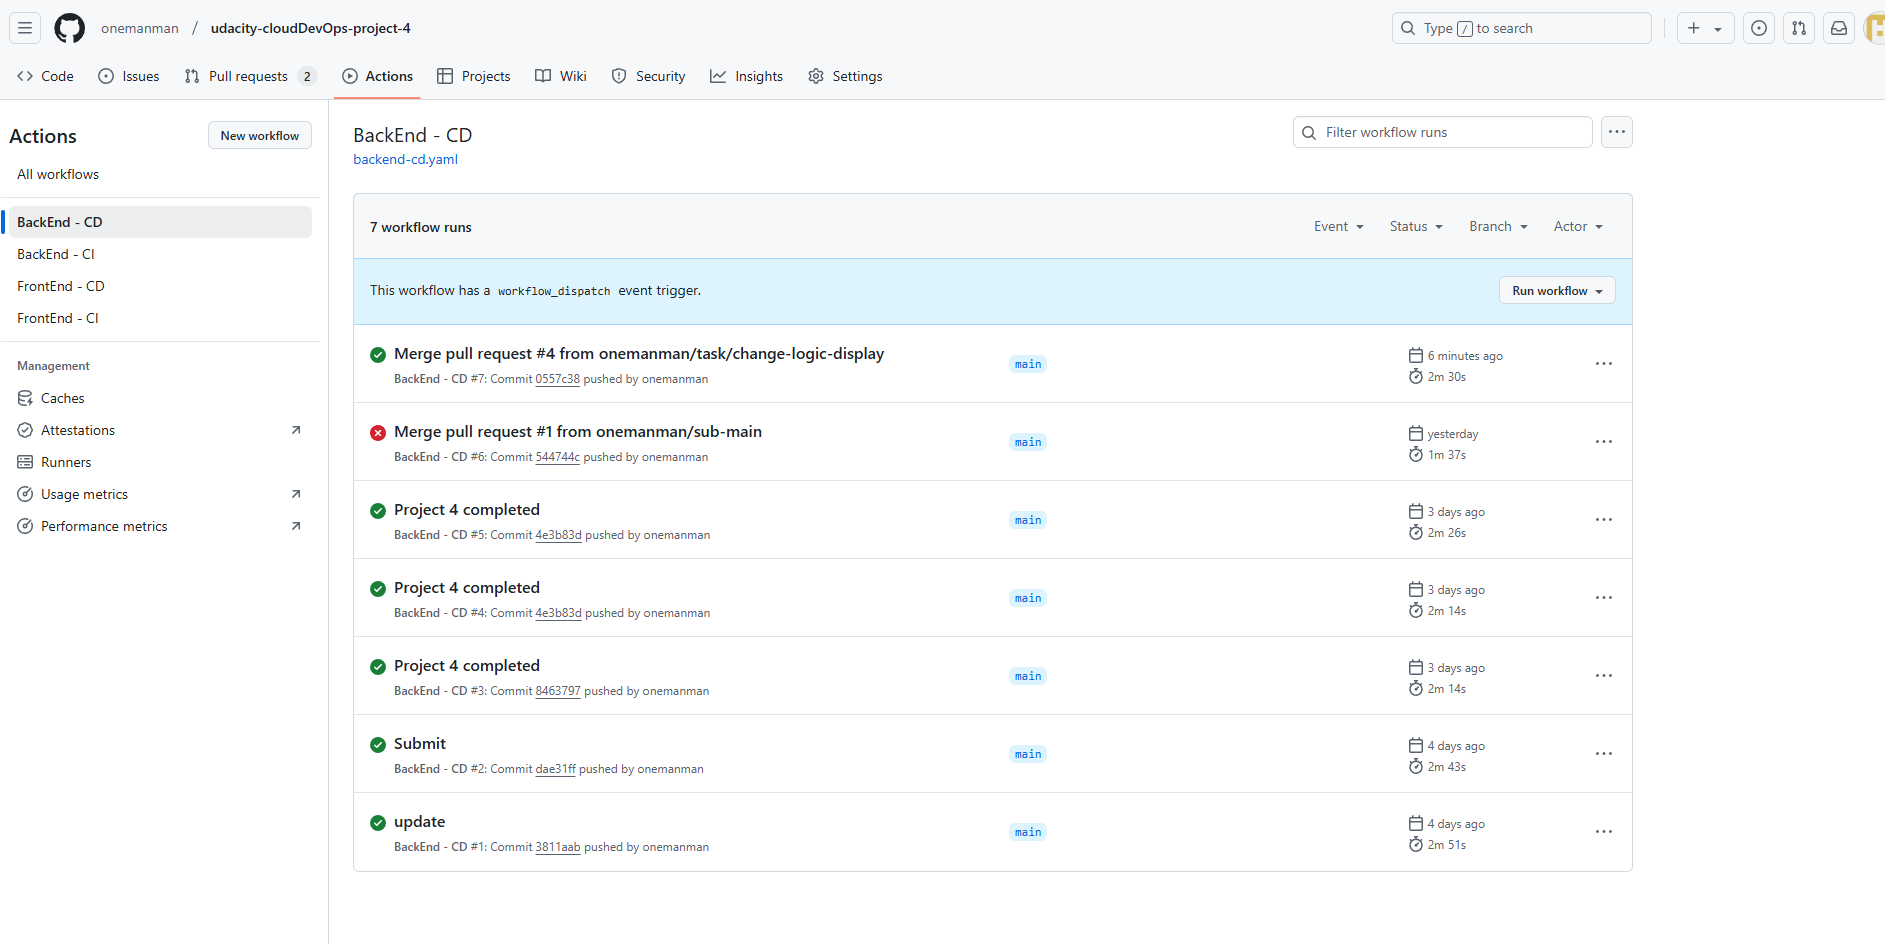 onemanman / udacity-cloudDevOps-project-4
Type / to search
Code
Issues
Pull requests 2
Actions
Projects
Wiki
Security
Insights
Settings
Actions
New workflow
All workflows
BackEnd - CD
BackEnd - CI
FrontEnd - CD
FrontEnd - CI
Management
Caches
Attestations
Runners
Usage metrics
Performance metrics
BackEnd - CD
backend-cd.yaml
Filter workflow runs
7 workflow runs
Event
Status
Branch
Actor
This workflow has a workflow_dispatch event trigger.
Run workflow
Merge pull request #4 from onemanman/task/change-logic-display
BackEnd - CD #7: Commit 0557c38 pushed by onemanman
main
6 minutes ago
2m 30s
Merge pull request #1 from onemanman/sub-main
BackEnd - CD #6: Commit 544744c pushed by onemanman
main
yesterday
1m 37s
Project 4 completed
BackEnd - CD #5: Commit 4e3b83d pushed by onemanman
main
3 days ago
2m 26s
Project 4 completed
BackEnd - CD #4: Commit 4e3b83d pushed by onemanman
main
3 days ago
2m 14s
Project 4 completed
BackEnd - CD #3: Commit 8463797 pushed by onemanman
main
3 days ago
2m 14s
Submit
BackEnd - CD #2: Commit dae31ff pushed by onemanman
main
4 days ago
2m 43s
update
BackEnd - CD #1: Commit 3811aab pushed by onemanman
main
4 days ago
2m 51s